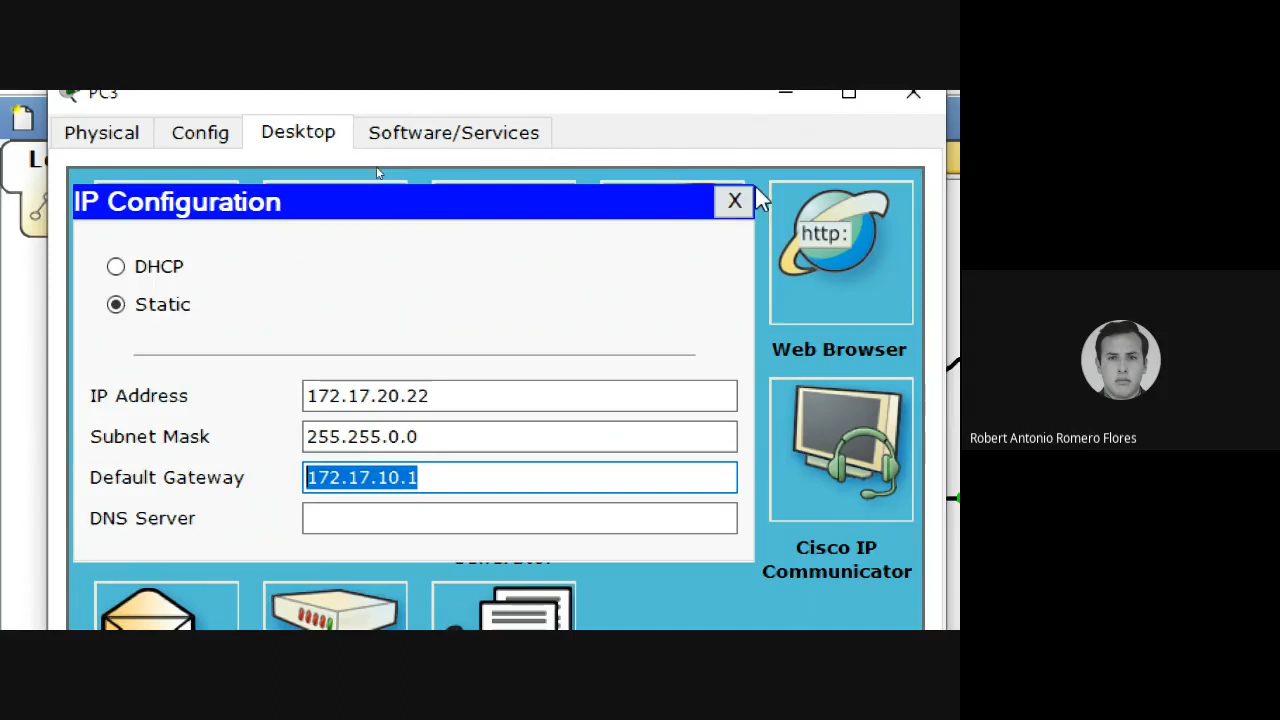 PC3
Physical
Config
Desktop
Software/Services
IP Configuration
X
http:
DHCP
Static
Web Browser
IP Address
172.17.20.22
Subnet Mask
255.255.0.0
Default Gateway
172.17.10.1
DNS Server
Cisco IP
Communicator
Robert Antonio Romero Flores